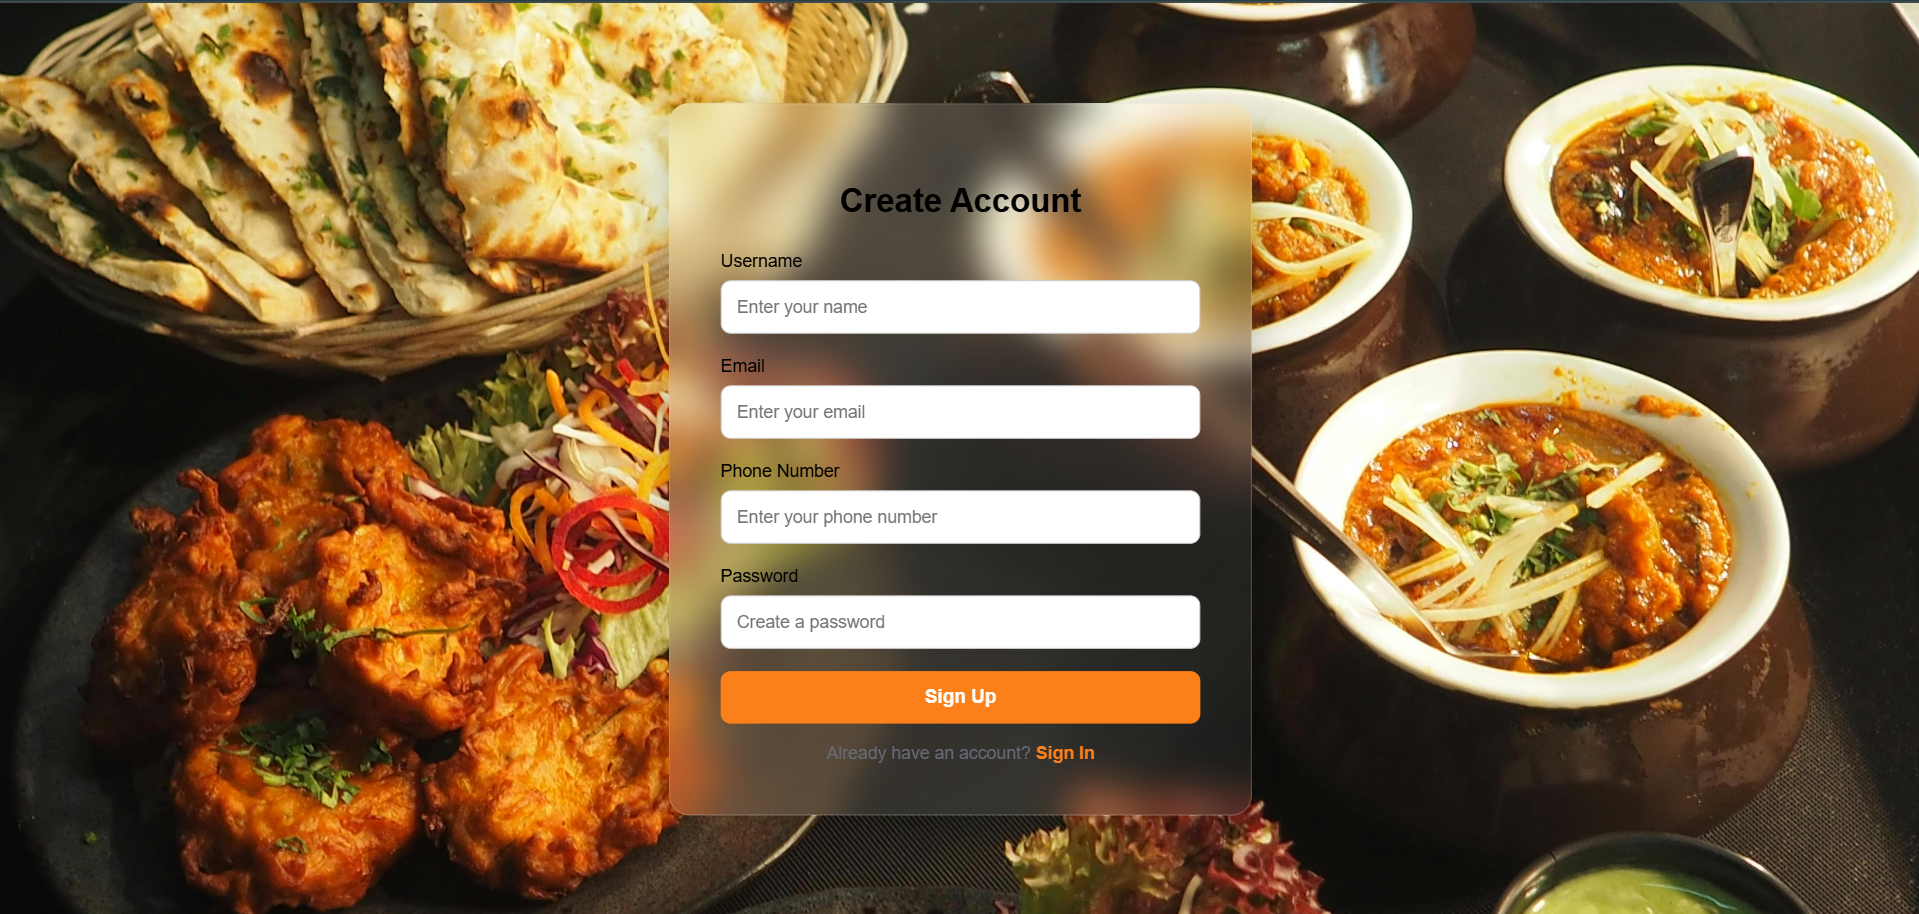 Create Account
Username
Enter your name
Email
Enter your email
Phone Number
Enter your phone number
Password
Create a password
Sign Up
Already have an account? Sign In